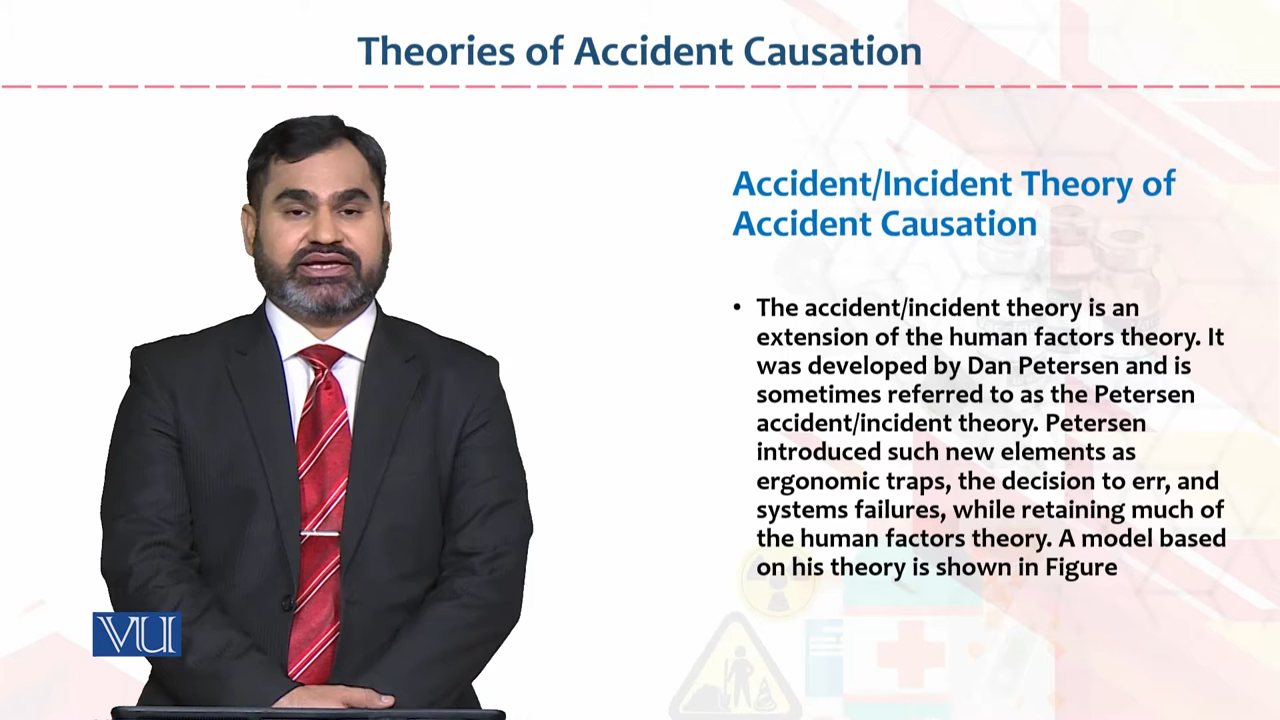 Theories of Accident Causation
Accident/Incident Theory of
Accident Causation
• The accident/incident theory is an
extension of the human factors theory. It
was developed by Dan Petersen and is
sometimes referred to as the Petersen
accident/incident theory. Petersen
introduced such new elements as
ergonomic traps, the decision to err, and
systems failures, while retaining much of
the human factors theory. A model based
on his theory is shown in Figure
VU